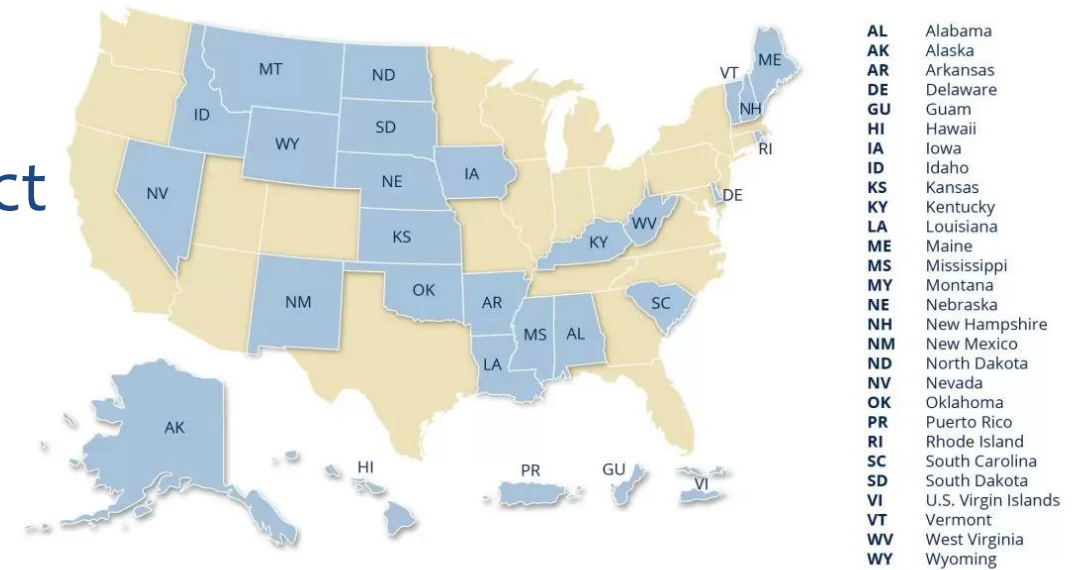 ct
MT
ND
ID
WY
SD
NV
NE
IA
KS
KY
WV
NM
OK
AR
MS
AL
SC
LA
VT
ME
NH
RI
DE
AK
HI
PR
GU
VI
AL Alabama
AK Alaska
AR Arkansas
DE Delaware
GU Guam
HI Hawaii
IA Iowa
ID Idaho
KS Kansas
KY Kentucky
LA Louisiana
ME Maine
MS Mississippi
MY Montana
NE Nebraska
NH New Hampshire
NM New Mexico
ND North Dakota
NV Nevada
OK Oklahoma
PR Puerto Rico
RI Rhode Island
SC South Carolina
SD South Dakota
VI U.S. Virgin Islands
VT Vermont
WV West Virginia
WY Wyoming